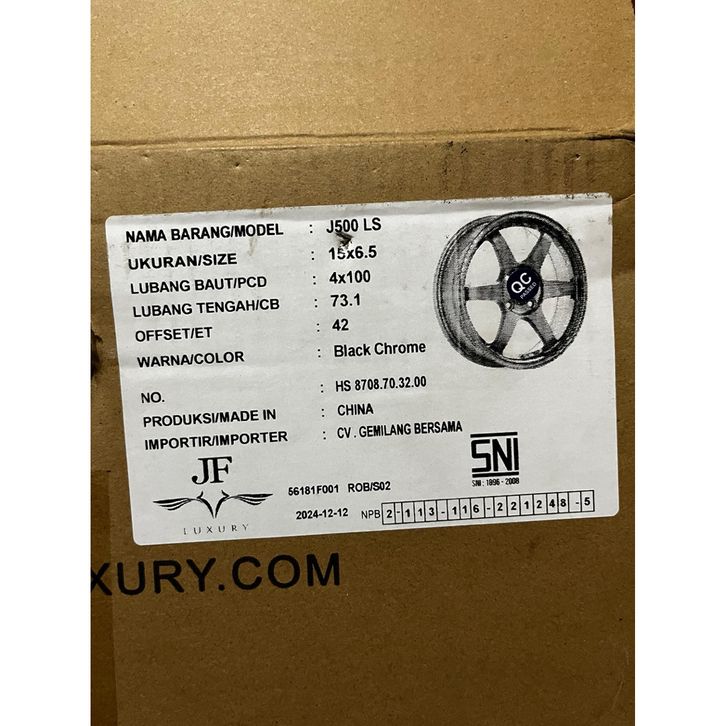 NAMA BARANG/MODEL : J500 LS
UKURAN/SIZE : 15x6.5
LUBANG BAUT/PCD : 4x100
LUBANG TENGAH/CB : 73.1
OFFSET/ET : 42
WARNA/COLOR : Black Chrome
NO. : HS 8708.70.32.00
PRODUKSI/MADE IN : CHINA
IMPORTIR/IMPORTER : CV . GEMILANG BERSAMA
QC
PASSED
SNI
SNI : 1896 - 2008
JF
LUXURY
56181F001 ROB/S02
2024-12-12 NPB 2-113-116-221248-5
XURY.COM